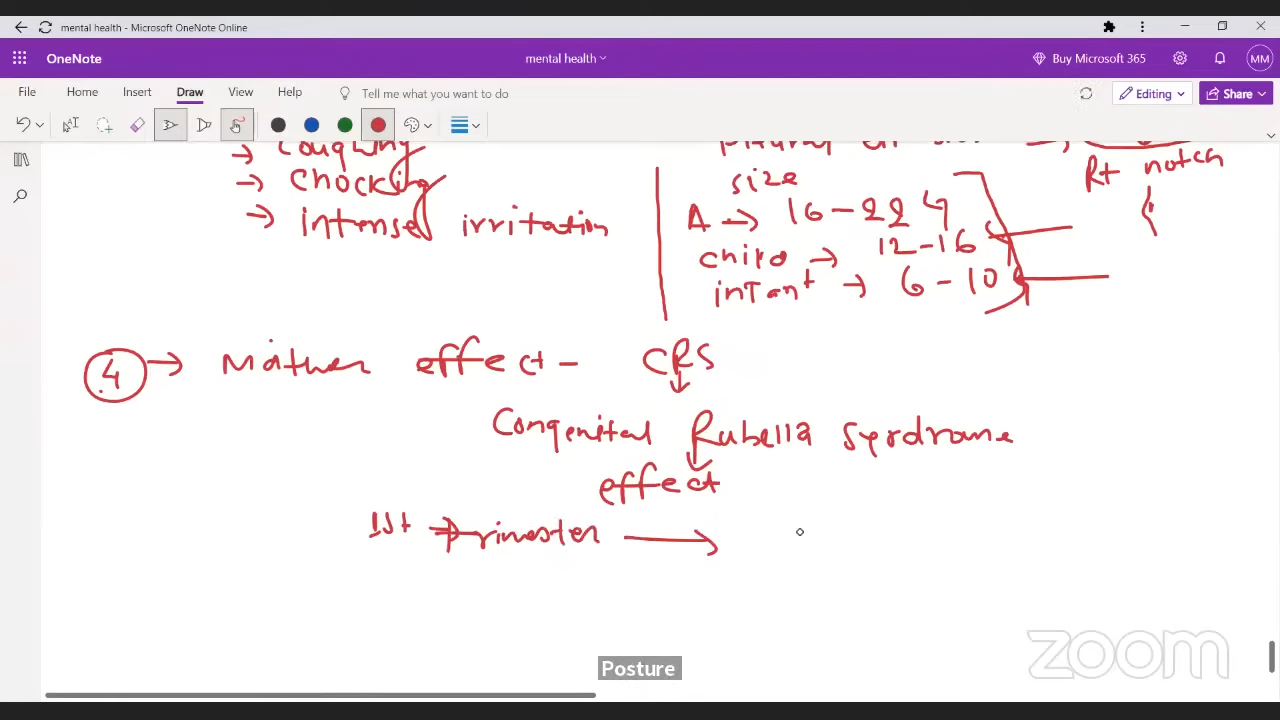 mental health - Microsoft OneNote Online
OneNote
mental health
Buy Microsoft 365
MM
File Home Insert Draw View Help Tell me what you want to do
Editing
Share
→ Coughing
→ Chocking
→ intense irritation
size
A → 16-22
child → 12-16
infant → 6-10
Rt notch
4 → Mother effect - CRS
Congenital Rubella Syndrome
effect
1st trimester →
Posture
zoom